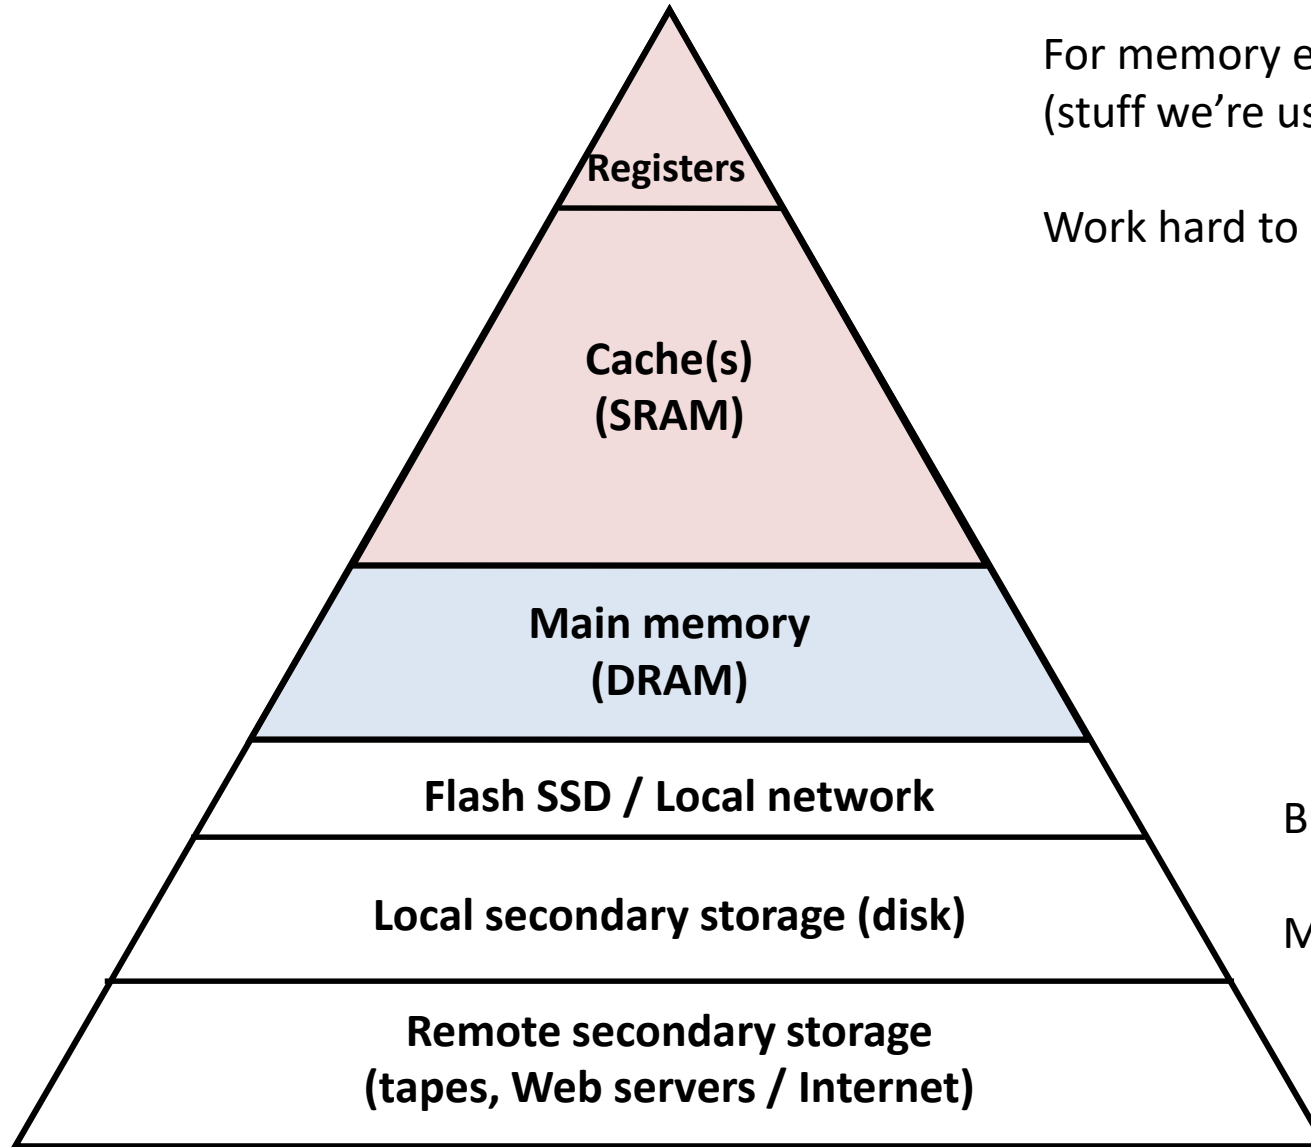 For memory e
(stuff we’re us
Work hard to
Registers
Cache(s)
(SRAM)
Main memory
(DRAM)
Flash SSD / Local network
B
Local secondary storage (disk)
M
Remote secondary storage
(tapes, Web servers / Internet)